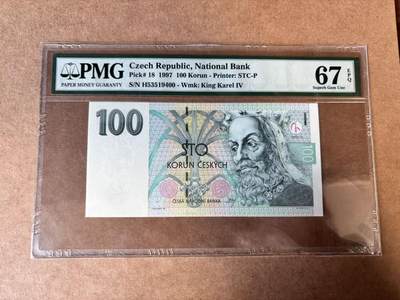 PMG
PAPER MONEY GUARANTY
Czech Republic, National Bank
Pick# 18 1997 100 Korun - Printer: STC-P
S/N H53519400 - Wmk: King Karel IV
67 EPQ
Superb Gem Unc
100
STO
KORUN ČESKÝCH
ČESKÁ NÁRODNÍ BANKA
100